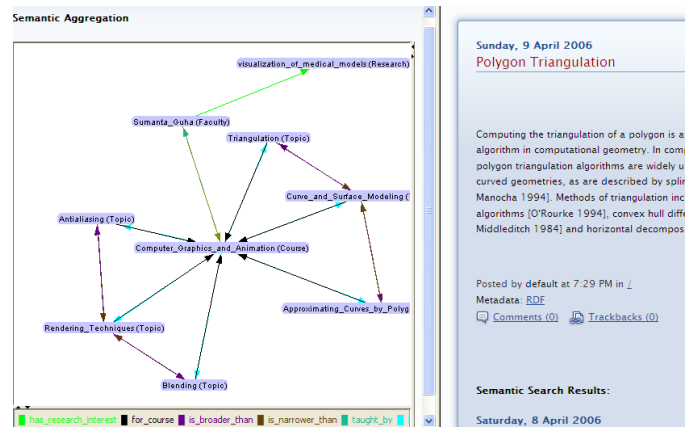 Semantic Aggregation
visualization_of_medical_models (Research)
Sumanta_Guha (Faculty)
Triangulation (Topic)
Curve_and_Surface_Modeling (
Antialiasing (Topic)
Computer_Graphics_and_Animation (Course)
Approximating_Curves_by_Polyg
Rendering_Techniques (Topic)
Blending (Topic)
has_research_interest for_course is_broader_than is_narrower_than taught_by
Sunday, 9 April 2006
Polygon Triangulation
Computing the triangulation of a polygon is a
algorithm in computational geometry. In comp
polygon triangulation algorithms are widely u
curved geometries, as are described by splin
Manocha 1994]. Methods of triangulation inc
algorithms [O'Rourke 1994], convex hull diffe
Middleditch 1984] and horizontal decompos
Posted by default at 7:29 PM in /
Metadata: RDF
Comments (0) Trackbacks (0)
Semantic Search Results:
Saturday, 8 April 2006